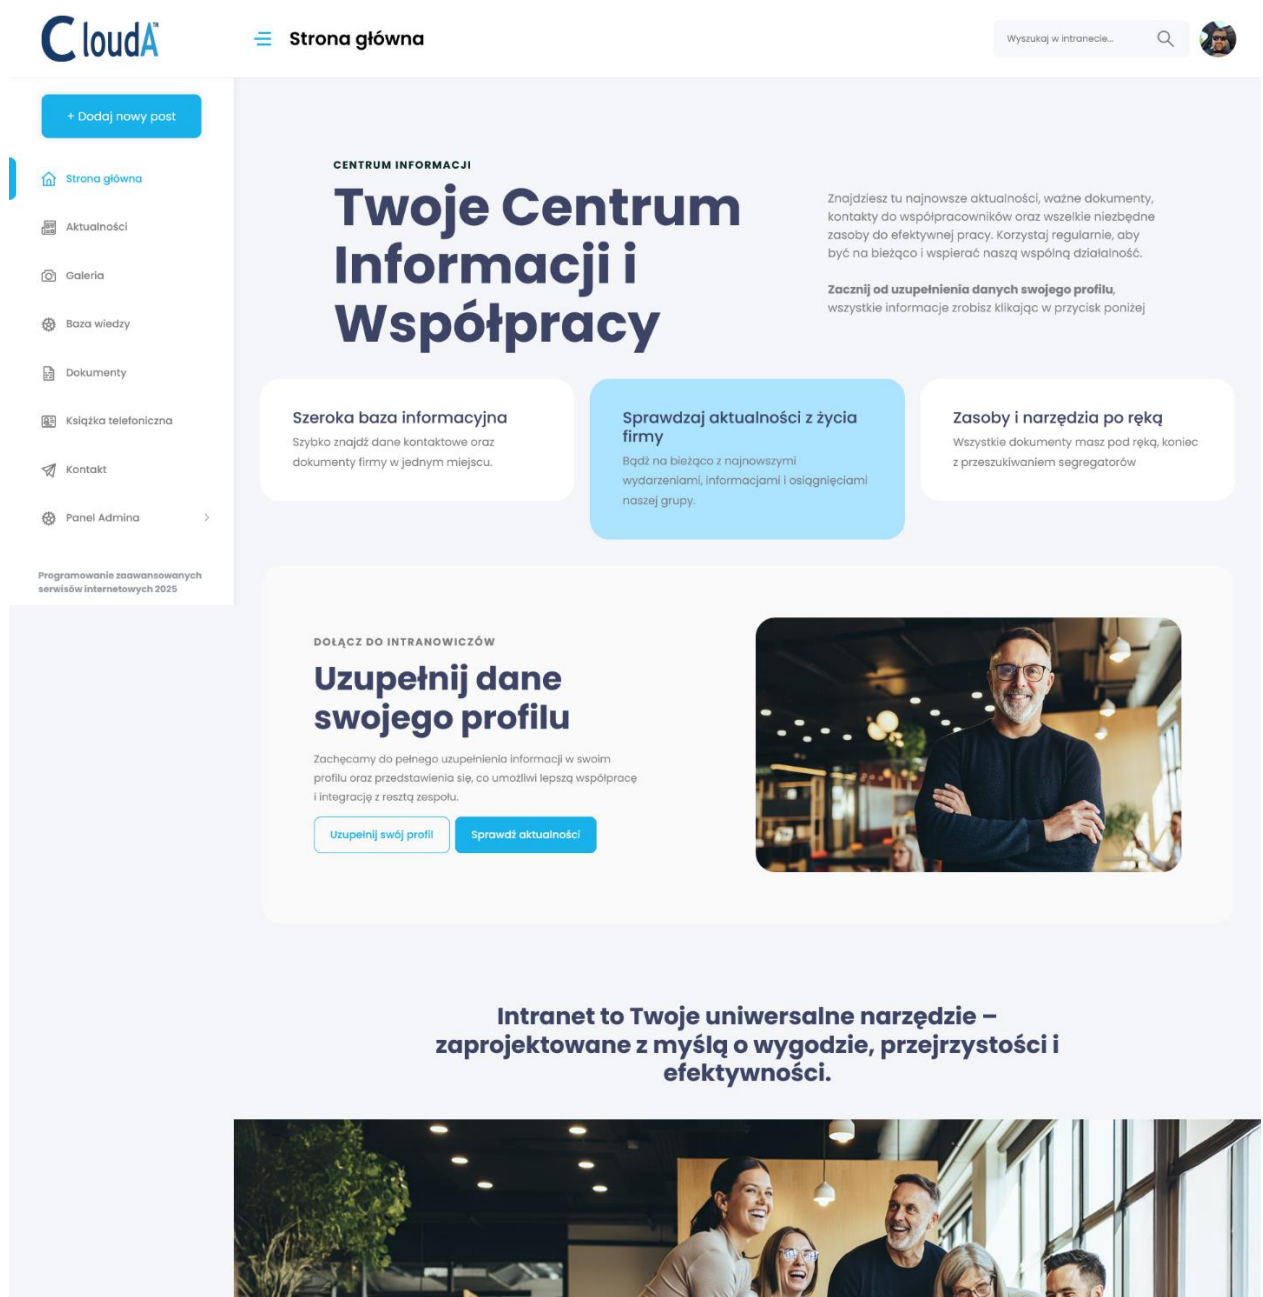 CloudA™
Strona główna
Wyszukaj w intranecie...
+ Dodaj nowy post
Strona główna
Aktualności
Galeria
Baza wiedzy
Dokumenty
Książka telefoniczna
Kontakt
Panel Admina
Programowanie zaawansowanych
serwisów internetowych 2025
CENTRUM INFORMACJI
Twoje Centrum
Informacji i
Współpracy
Znajdziesz tu najnowsze aktualności, ważne dokumenty,
kontakty do współpracowników oraz wszelkie niezbędne
zasoby do efektywnej pracy. Korzystaj regularnie, aby
być na bieżąco i wspierać naszą wspólną działalność.
Zacznij od uzupełnienia danych swojego profilu,
wszystkie informacje zrobisz klikając w przycisk poniżej
Szeroka baza informacyjna
Szybko znajdź dane kontaktowe oraz
dokumenty firmy w jednym miejscu.
Sprawdzaj aktualności z życia
firmy
Bądź na bieżąco z najnowszymi
wydarzeniami, informacjami i osiągnięciami
naszej grupy.
Zasoby i narzędzia po ręką
Wszystkie dokumenty masz pod ręką, koniec
z przeszukiwaniem segregatorów
DOŁĄCZ DO INTRANOWICZÓW
Uzupełnij dane
swojego profilu
Zachęcamy do pełnego uzupełnienia informacji w swoim
profilu oraz przedstawienia się, co umożliwi lepszą współpracę
i integrację z resztą zespołu.
Uzupełnij swój profil
Sprawdź aktualności
Intranet to Twoje uniwersalne narzędzie –
zaprojektowane z myślą o wygodzie, przejrzystości i
efektywności.